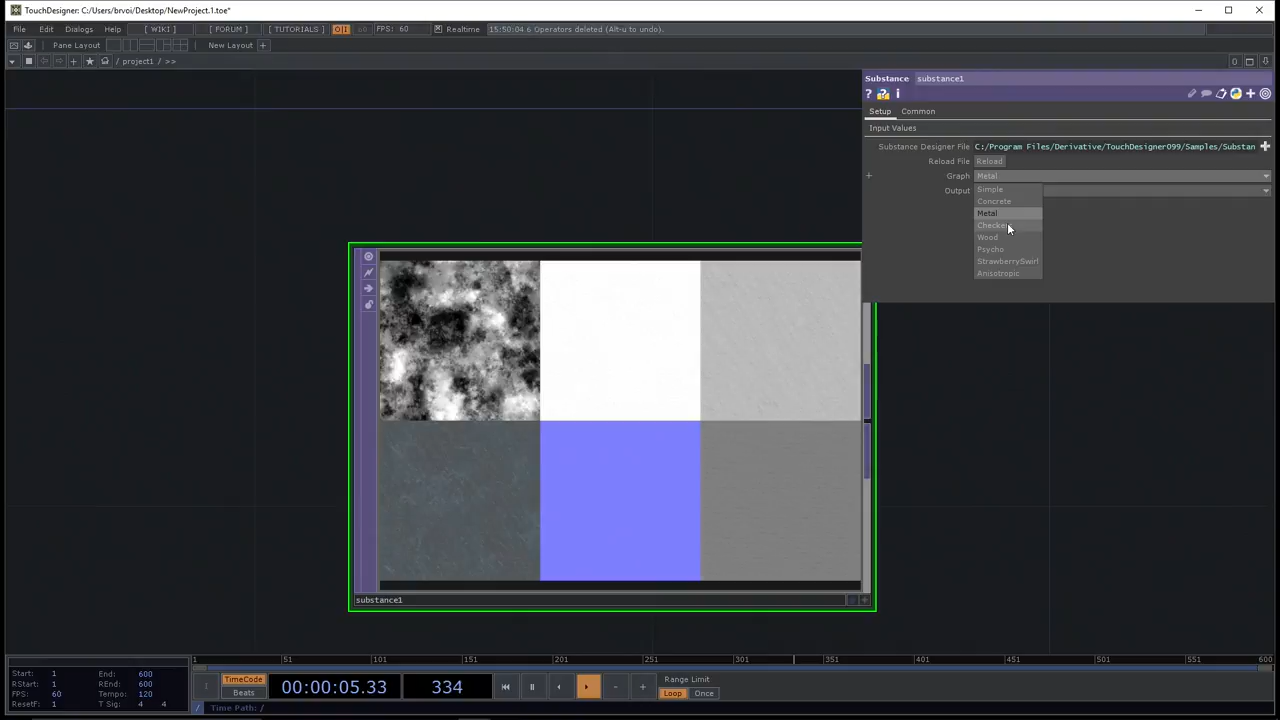 TouchDesigner: C:/Users/brvoi/Desktop/NewProject.1.toe*
File Edit Dialogs Help [ WIKI ] [ FORUM ] [ TUTORIALS ] O|I FPS: 60 Realtime 15:50:04 6 Operators deleted (Alt-u to undo).
Pane Layout New Layout +
/ project1 / >> 0
Substance substance1
? ? i
Setup Common
Input Values
Substance Designer File C:/Program Files/Derivative/TouchDesigner099/Samples/Substan
Reload File Reload
+ Graph Metal
Output
Simple
Concrete
Metal
Wood
Psycho
StrawberrySwirl
Anisotropic
substance1
1 51 101 151 201 251 301 351 401 451 501 551 600
Start: 1 End: 600
RStart: 1 REnd: 600
FPS: 60 Tempo: 120
ResetF: 1 T Sig: 4 4
TimeCode
Beats
00:00:05.33 334
- +
Range Limit
Loop Once
/ Time Path: /